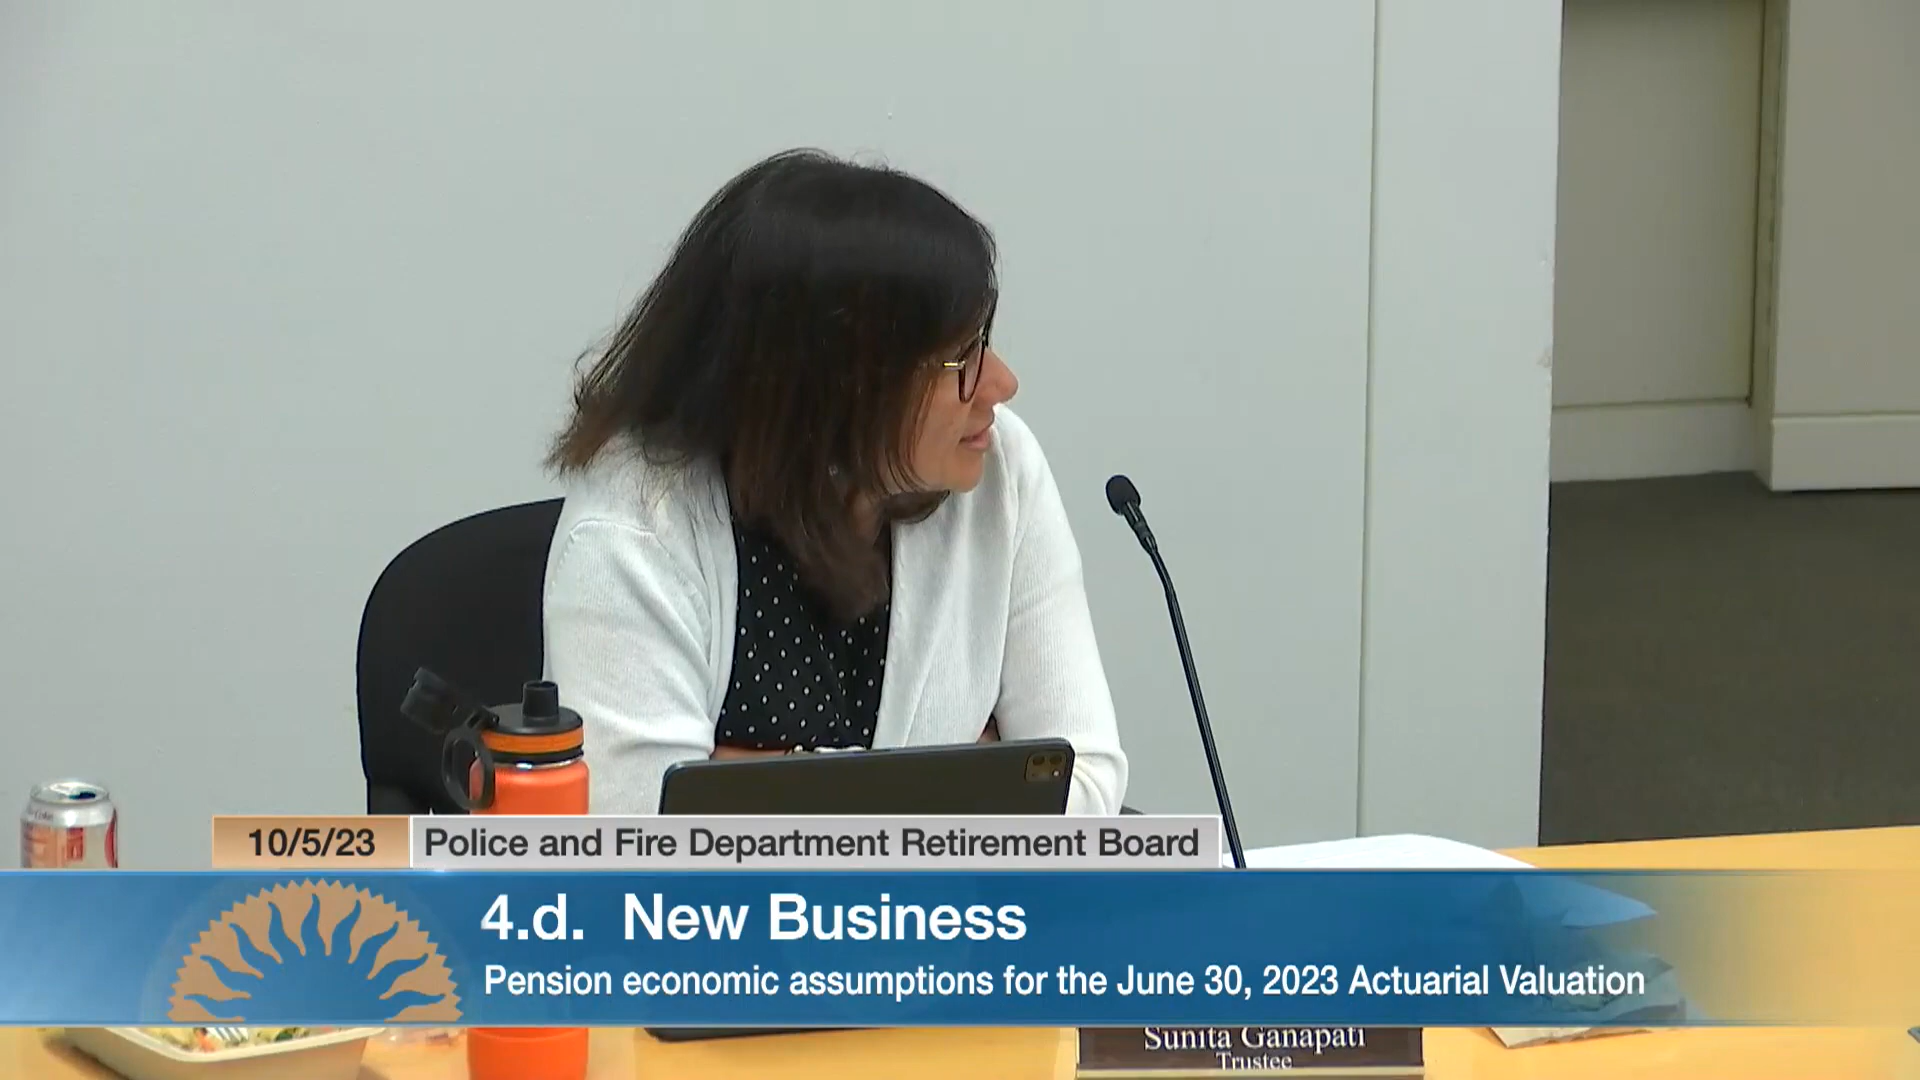 10/5/23
Police and Fire Department Retirement Board
4.d. New Business
Pension economic assumptions for the June 30, 2023 Actuarial Valuation
Sunita Ganapati
Trustee